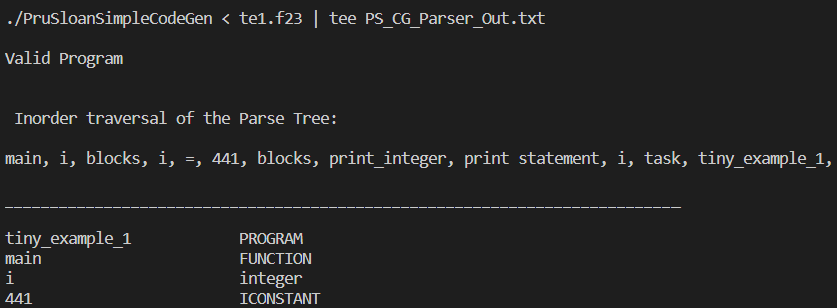 ./PruSloanSimpleCodeGen < te1.f23 | tee PS_CG_Parser_Out.txt
Valid Program
Inorder traversal of the Parse Tree:
main, i, blocks, i, =, 441, blocks, print_integer, print statement, i, task, tiny_example_1,
___________________________________________________________________________
tiny_example_1 PROGRAM
main FUNCTION
i integer
441 ICONSTANT